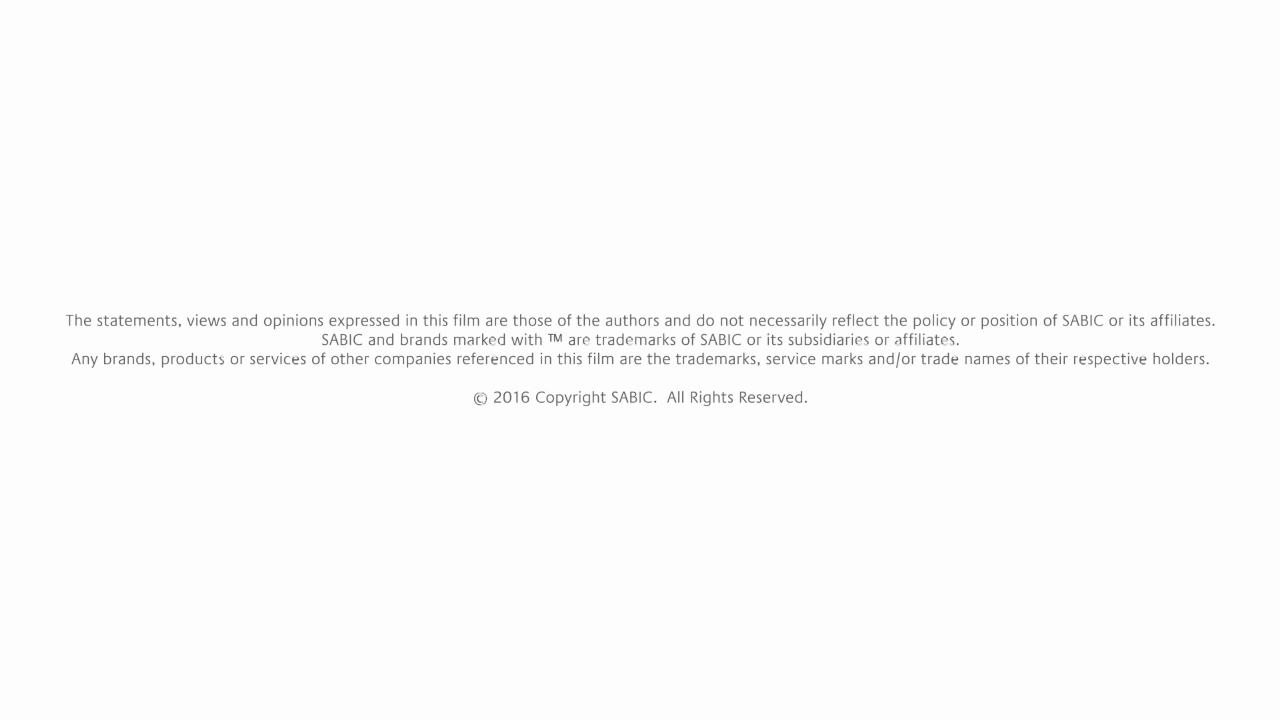 The statements, views and opinions expressed in this film are those of the authors and do not necessarily reflect the policy or position of SABIC or its affiliates.
SABIC and brands marked with ™ are trademarks of SABIC or its subsidiaries or affiliates.
Any brands, products or services of other companies referenced in this film are the trademarks, service marks and/or trade names of their respective holders.
© 2016 Copyright SABIC.  All Rights Reserved.